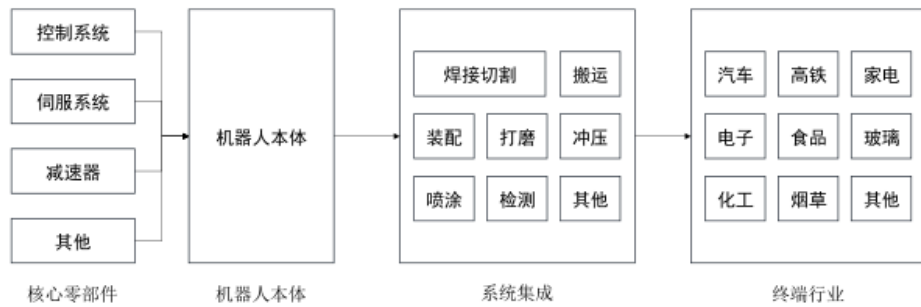 控制系统
伺服系统
减速器
其他
机器人本体
焊接切割 搬运
装配 打磨 冲压
喷涂 检测 其他
汽车 高铁 家电
电子 食品 玻璃
化工 烟草 其他
核心零部件 机器人本体 系统集成 终端行业